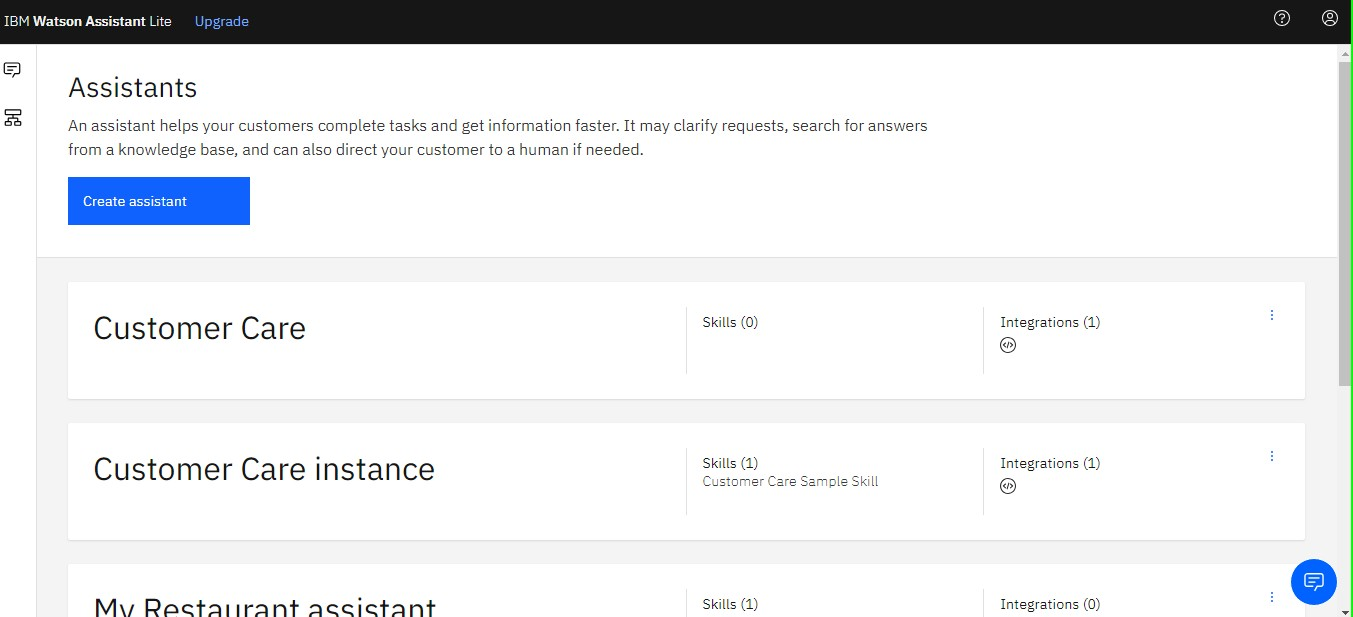 IBM Watson Assistant Lite Upgrade
Assistants
An assistant helps your customers complete tasks and get information faster. It may clarify requests, search for answers
from a knowledge base, and can also direct your customer to a human if needed.
Create assistant
Customer Care
Skills (0)
Integrations (1)
Customer Care instance
Skills (1)
Customer Care Sample Skill
Integrations (1)
My Restaurant assistant
Skills (1)
Integrations (0)